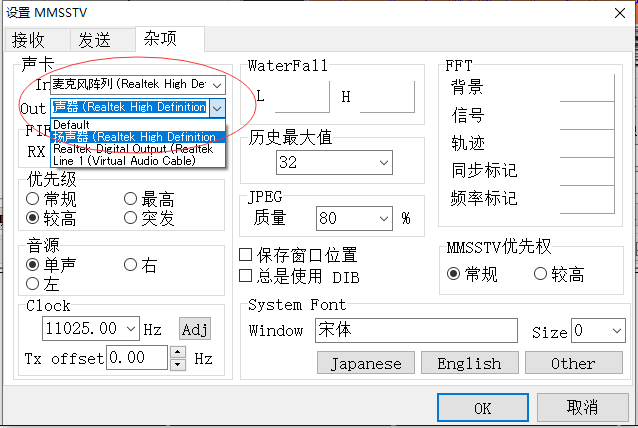 设置 MMSSTV
接收 发送 杂项
声卡
In 麦克风阵列 (Realtek High De
Out 声器 (Realtek High Definition
Default
扬声器 (Realtek High Definition
Realtek Digital Output (Realtek
Line 1 (Virtual Audio Cable)
RX
优先级
常规 最高
较高 突发
音源
单声 右
左
Clock
11025.00 Hz Adj
Tx offset 0.00 Hz
WaterFall
L H
历史最大值
32
JPEG
质量 80 %
保存窗口位置
总是使用 DIB
FFT
背景
信号
轨迹
同步标记
频率标记
MMSSTV优先权
常规 较高
System Font
Window 宋体 Size 0
Japanese English Other
OK 取消